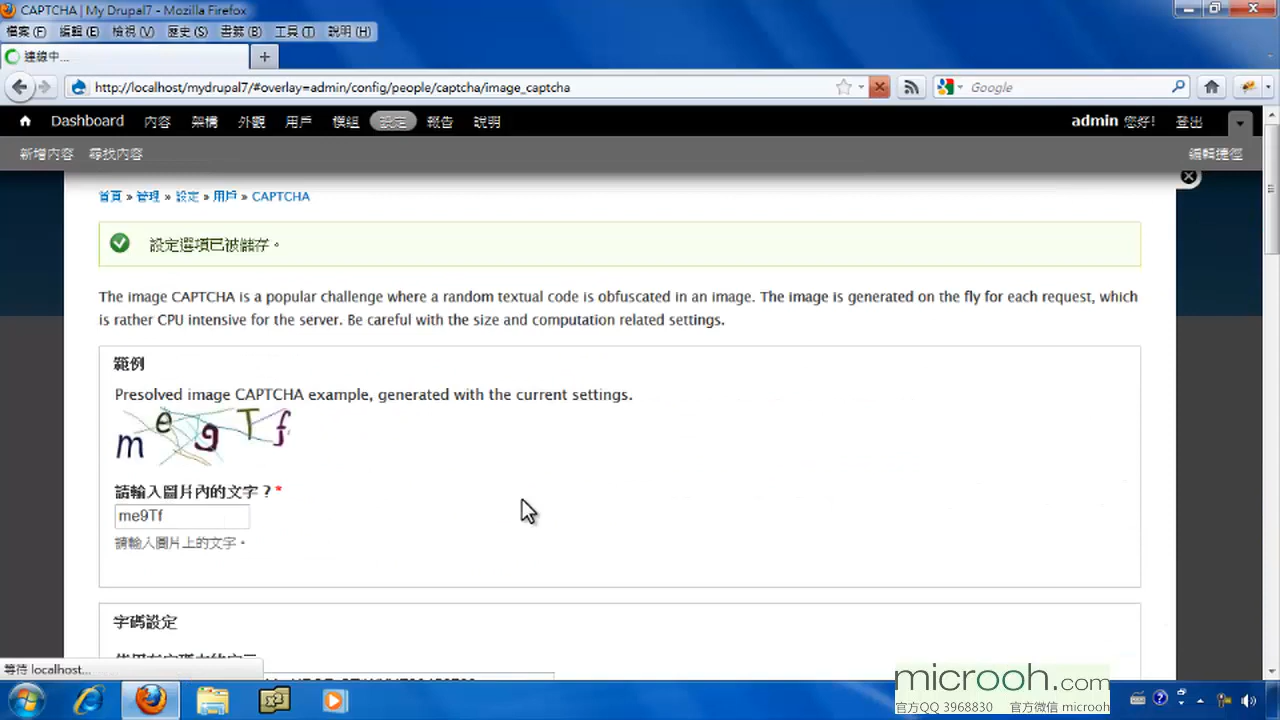 CAPTCHA | My Drupal7 - Mozilla Firefox
檔案(F) 編輯(E) 檢視(V) 歷史(S) 書籤(B) 工具(T) 說明(H)
連線中...
http://localhost/mydrupal7/#overlay=admin/config/people/captcha/image_captcha
Google
Dashboard 內容 架構 外觀 用戶 模組 設定 報告 說明 admin 您好! 登出
新增內容 尋找內容 編輯捷徑
首頁 » 管理 » 設定 » 用戶 » CAPTCHA
設定選項已被儲存。
The image CAPTCHA is a popular challenge where a random textual code is obfuscated in an image. The image is generated on the fly for each request, which
is rather CPU intensive for the server. Be careful with the size and computation related settings.
範例
Presolved image CAPTCHA example, generated with the current settings.
me9Tf
請輸入圖片內的文字？*
me9Tf
請輸入圖片上的文字。
字碼設定
等待 localhost...
microoh.com
官方QQ 3968830 官方微信 microoh